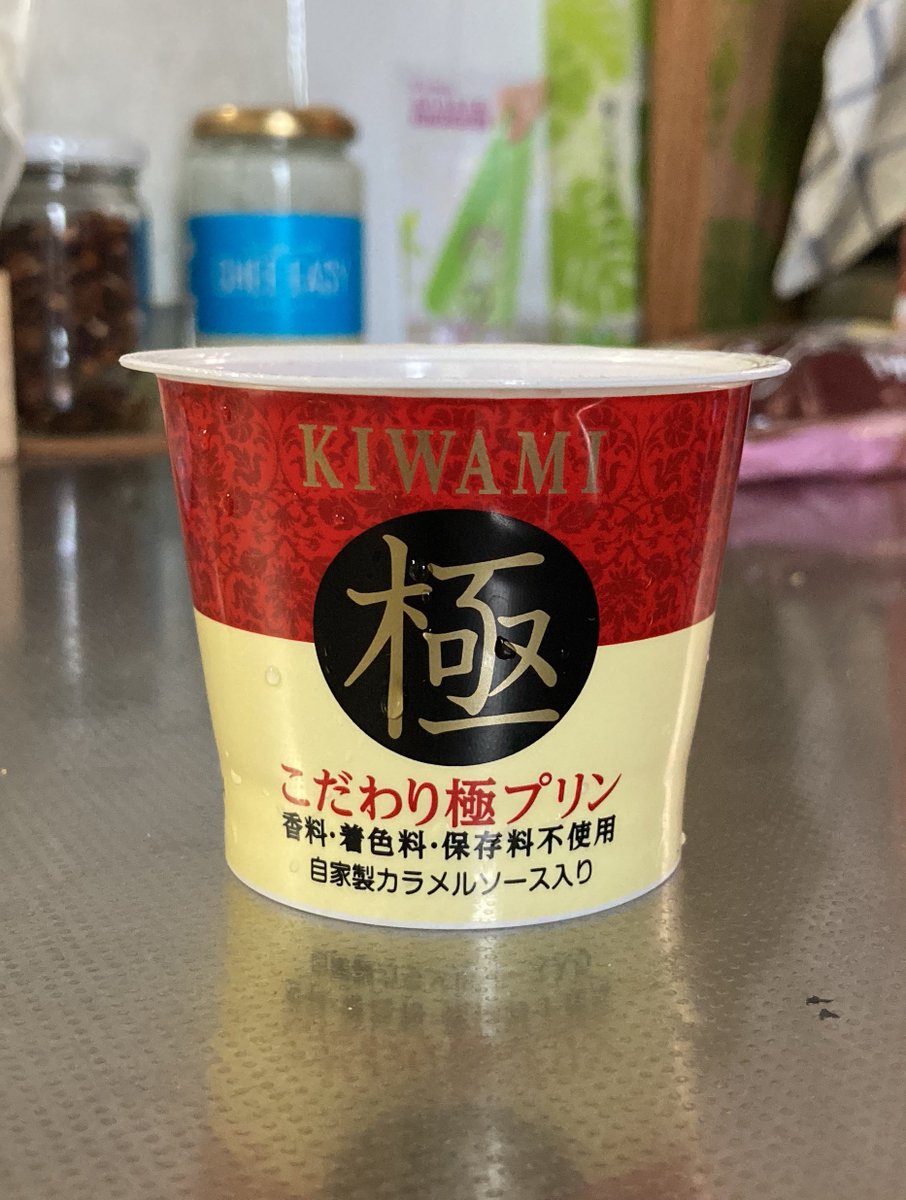 KIWAMI
極
こだわり極プリン
香料・着色料・保存料不使用
自家製カラメルソース入り